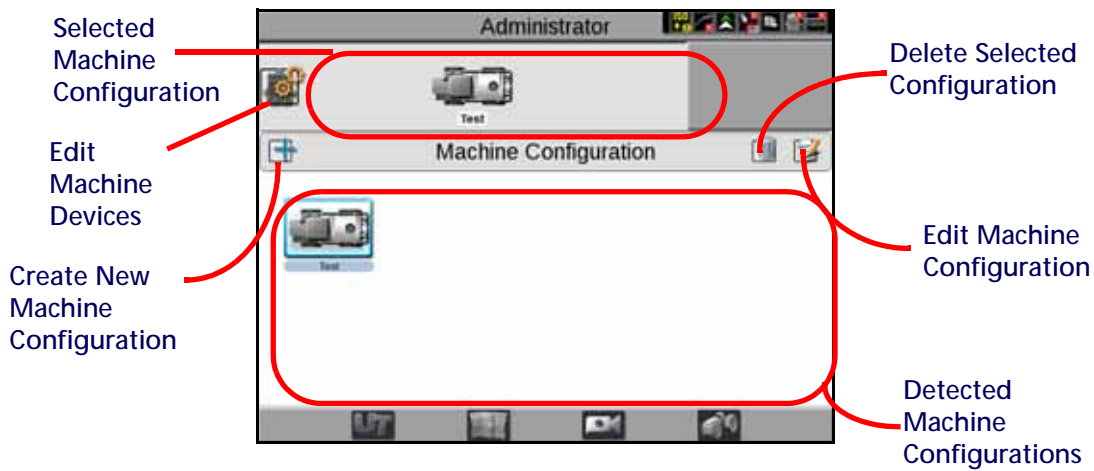 Administrator
Selected
Machine
Configuration
Delete Selected
Configuration
Test
Edit
Machine
Devices
Machine Configuration
Test
Edit Machine
Configuration
Create New
Machine
Configuration
Detected
Machine
Configurations
UT